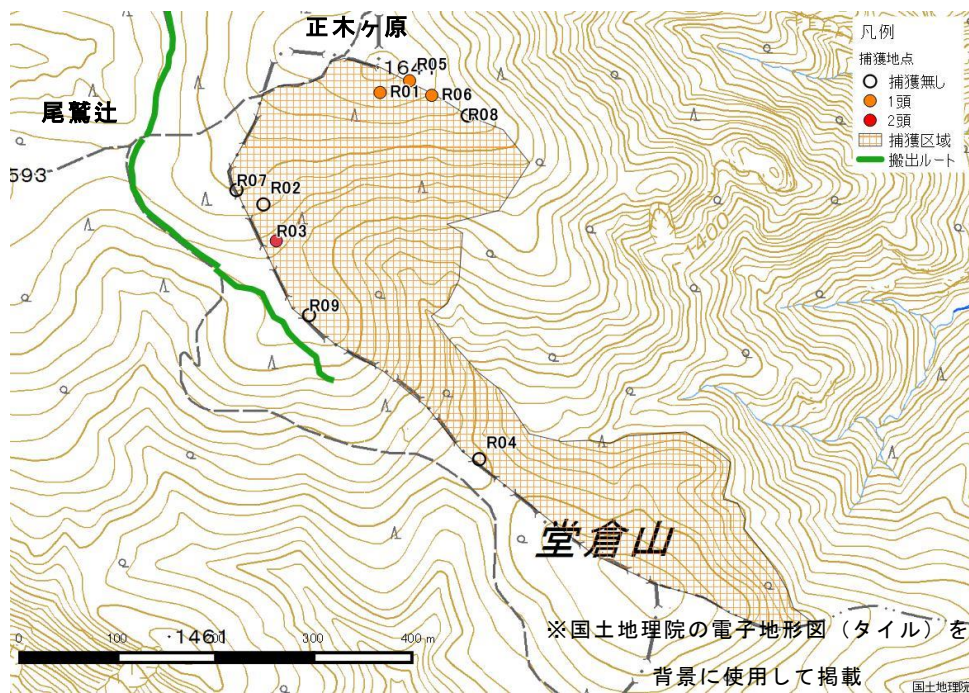 正木ヶ原
凡例
捕獲地点
捕獲無し
1頭
2頭
捕獲区域
搬出ルート
R05
R01
R06
R08
尾鷲辻
593
R07
R02
R03
1400
R09
R04
堂倉山
・1461
0 100 300 400 m
※国土地理院の電子地形図（タイル）を
背景に使用して掲載
国土地理院